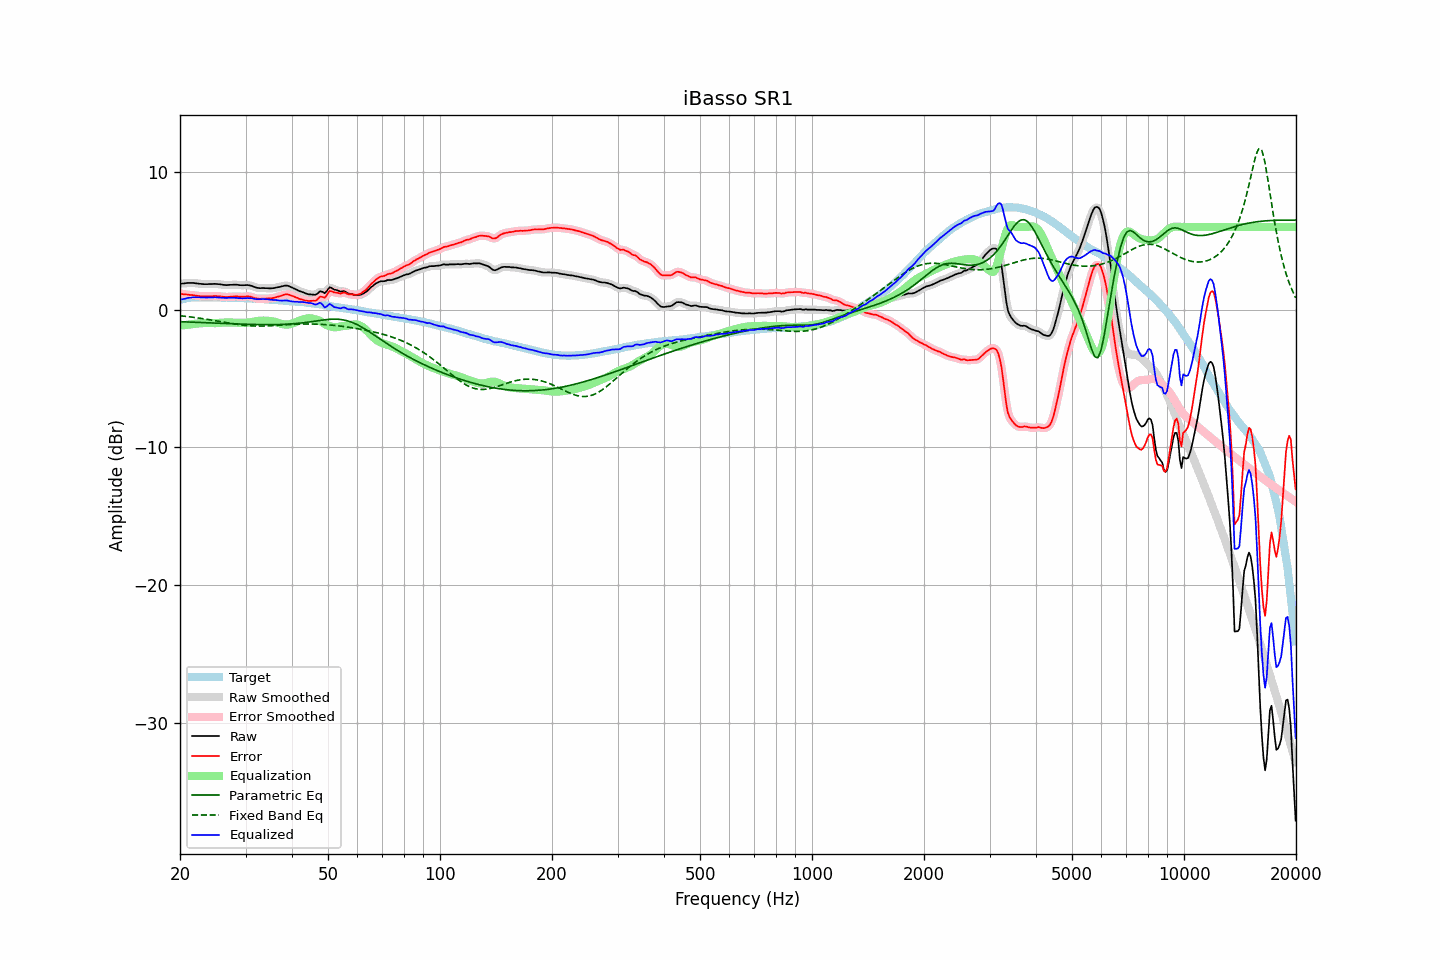 iBasso SR1
Amplitude (dBr)
10
0
−10
−20
−30
Target
Raw Smoothed
Error Smoothed
Raw
Error
Equalization
Parametric Eq
Fixed Band Eq
Equalized
20 50 100 200 500 1000 2000 5000 10000 20000
Frequency (Hz)